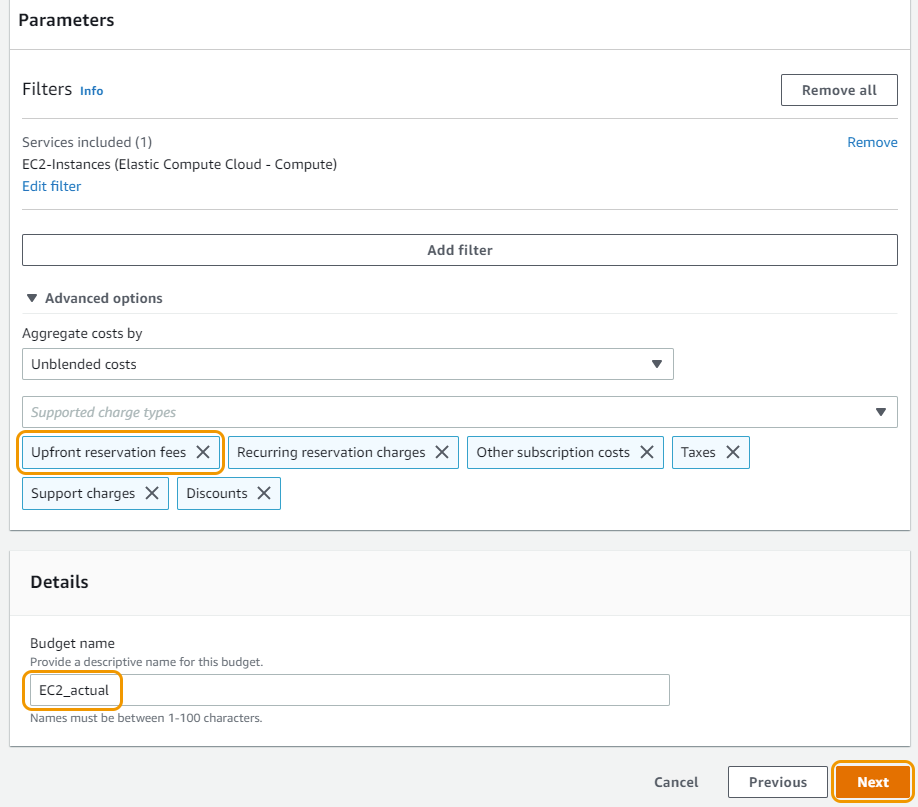 Parameters
Filters Info
Remove all
Services included (1)
Remove
EC2-Instances (Elastic Compute Cloud - Compute)
Edit filter
Add filter
Advanced options
Aggregate costs by
Unblended costs
Supported charge types
Upfront reservation fees Recurring reservation charges Other subscription costs Taxes
Support charges Discounts
Details
Budget name
Provide a descriptive name for this budget.
EC2_actual
Names must be between 1-100 characters.
Cancel Previous Next